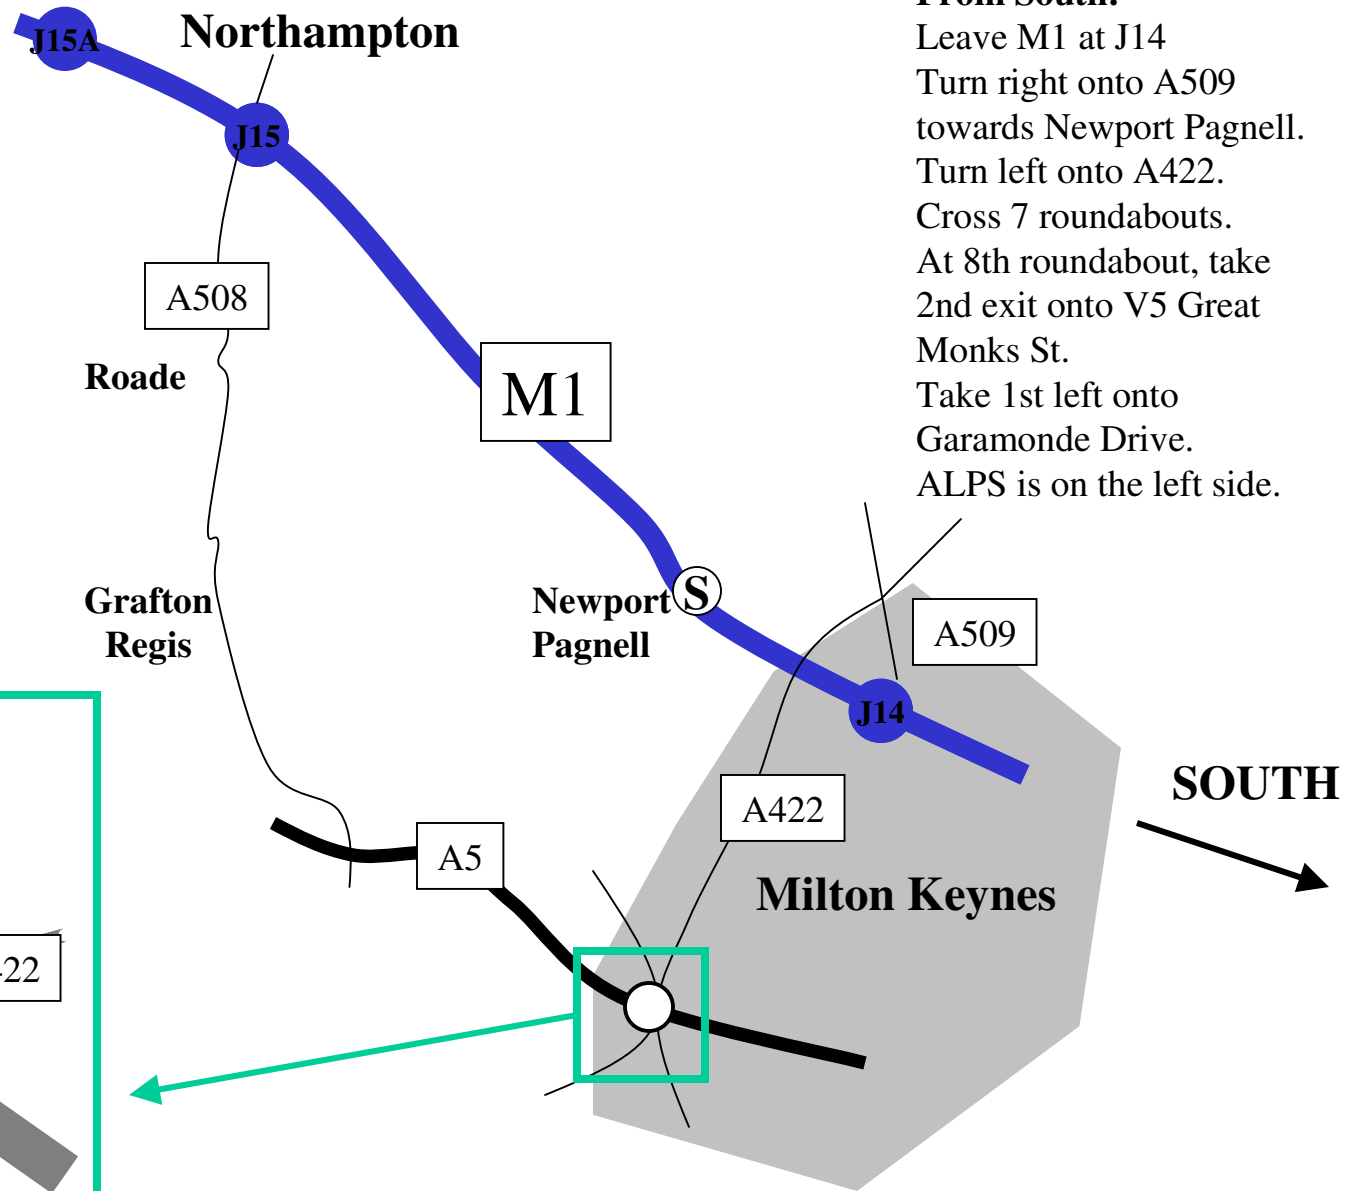 From South:
Leave M1 at J14
Turn right onto A509
towards Newport Pagnell.
Turn left onto A422.
Cross 7 roundabouts.
At 8th roundabout, take
2nd exit onto V5 Great
Monks St.
Take 1st left onto
Garamonde Drive.
ALPS is on the left side.
J15A
Northampton
J15
A508
Roade
M1
Grafton
Regis
Newport
Pagnell
S
A509
J14
SOUTH
A422
A5
Milton Keynes
22